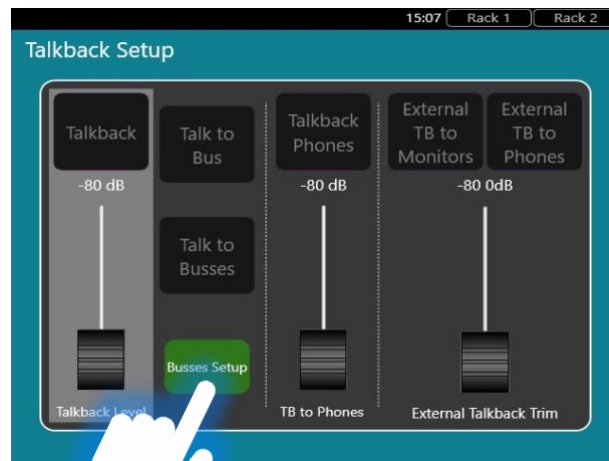 15:07 Rack 1 Rack 2
Talkback Setup
Talkback
Talk to
Bus
Talkback
Phones
External
TB to
Monitors
External
TB to
Phones
-80 dB
-80 dB
-80 0dB
Talk to
Busses
Busses Setup
Talkback Level
TB to Phones
External Talkback Trim